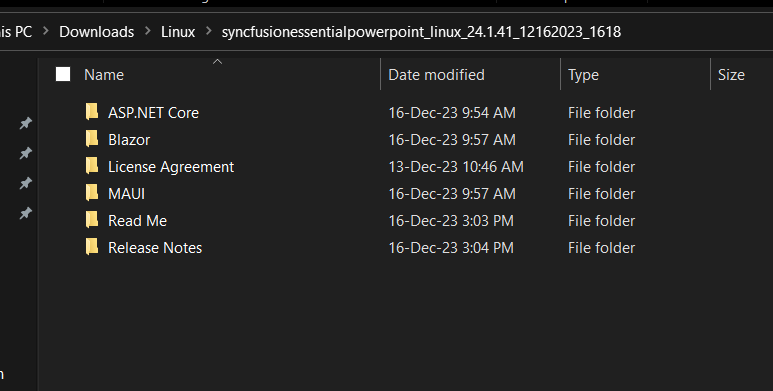 is PC > Downloads > Linux > syncfusionessentialpowerpoint_linux_24.1.41_12162023_1618
Name Date modified Type Size
ASP.NET Core 16-Dec-23 9:54 AM File folder
Blazor 16-Dec-23 9:57 AM File folder
License Agreement 13-Dec-23 10:46 AM File folder
MAUI 16-Dec-23 9:57 AM File folder
Read Me 16-Dec-23 3:03 PM File folder
Release Notes 16-Dec-23 3:04 PM File folder